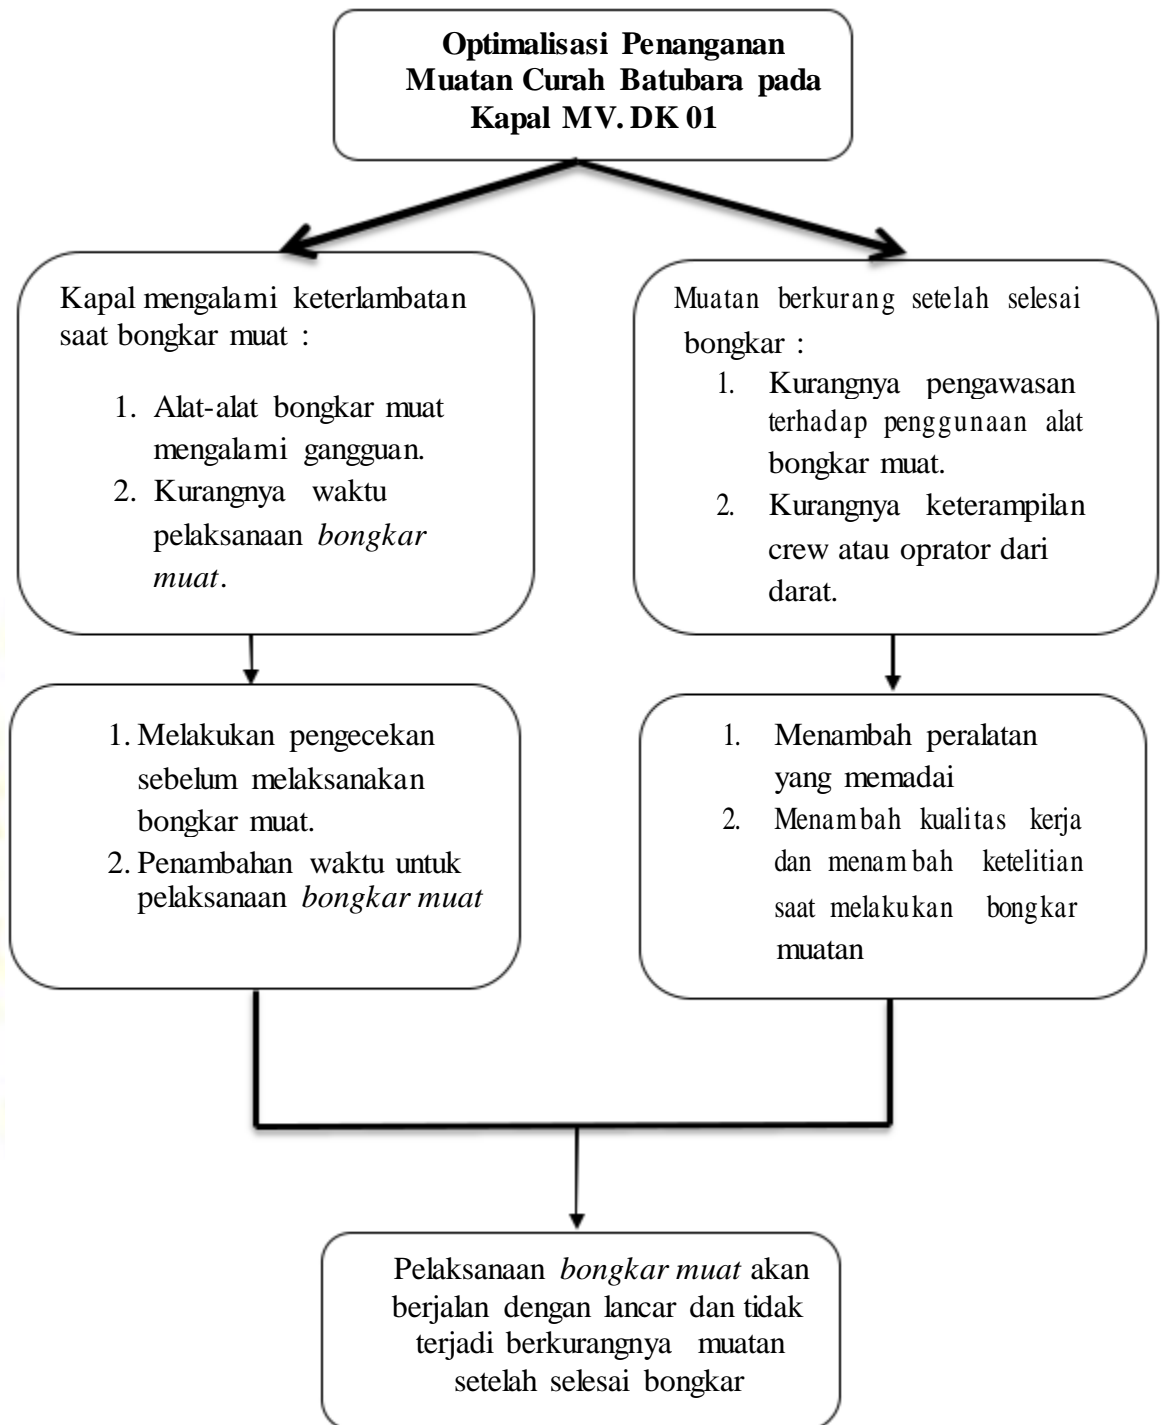 Optimalisasi Penanganan
Muatan Curah Batubara pada
Kapal MV. DK 01
Kapal mengalami keterlambatan
saat bongkar muat :
1. Alat-alat bongkar muat
mengalami gangguan.
2. Kurangnya waktu
pelaksanaan bongkar
muat.
Muatan berkurang setelah selesai
bongkar :
1. Kurangnya pengawasan
terhadap penggunaan alat
bongkar muat.
2. Kurangnya keterampilan
crew atau oprator dari
darat.
1. Melakukan pengecekan
sebelum melaksanakan
bongkar muat.
2. Penambahan waktu untuk
pelaksanaan bongkar muat
1. Menambah peralatan
yang memadai
2. Menambah kualitas kerja
dan menambah ketelitian
saat melakukan bongkar
muatan
Pelaksanaan bongkar muat akan
berjalan dengan lancar dan tidak
terjadi berkurangnya muatan
setelah selesai bongkar